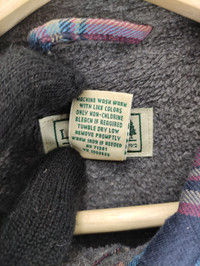 MACHINE WASH WARM
WITH LIKE COLORS
ONLY NON-CHLORINE
BLEACH IF REQUIRED
TUMBLE DRY LOW
REMOVE PROMPTLY
WARM IRON IF NEEDED
L